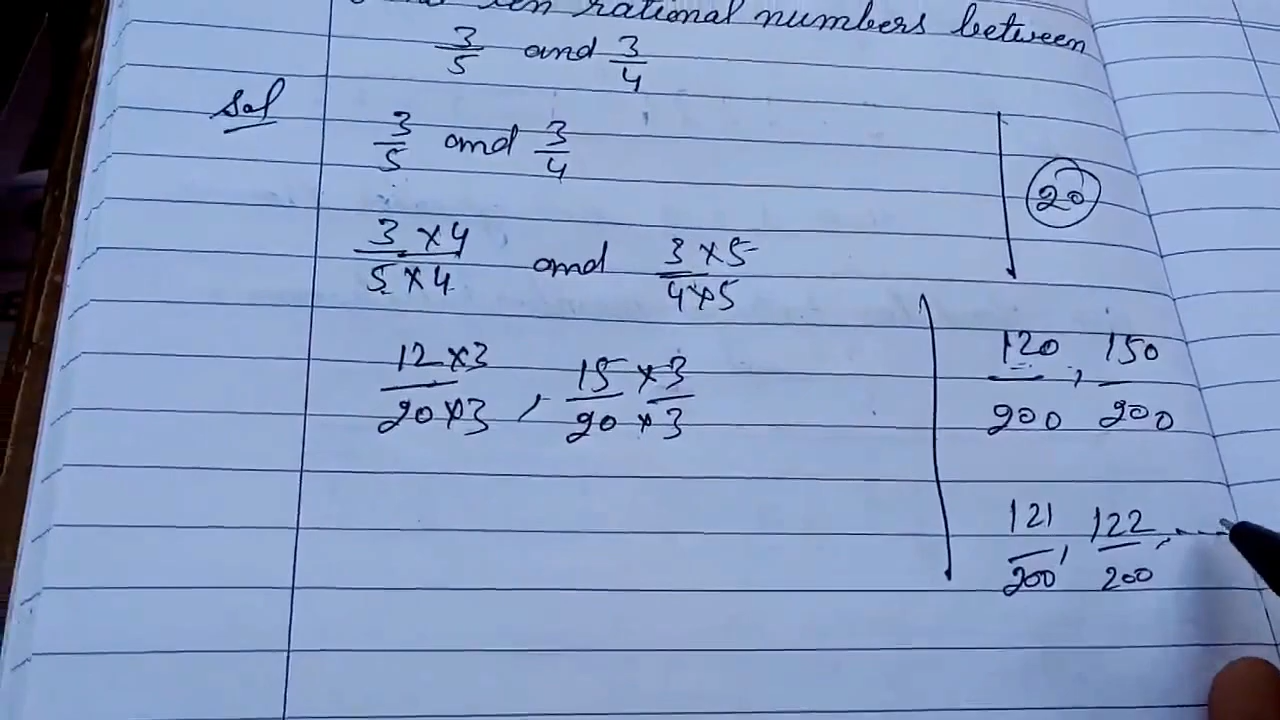 ten rational numbers between
3/5 and 3/4
Sol
3/5 and 3/4
20
3×4/5×4 and 3×5/4×5
12×3/20×3 , 15×3/20×3
120/200 , 150/200
121/200 , 122/200 , ----